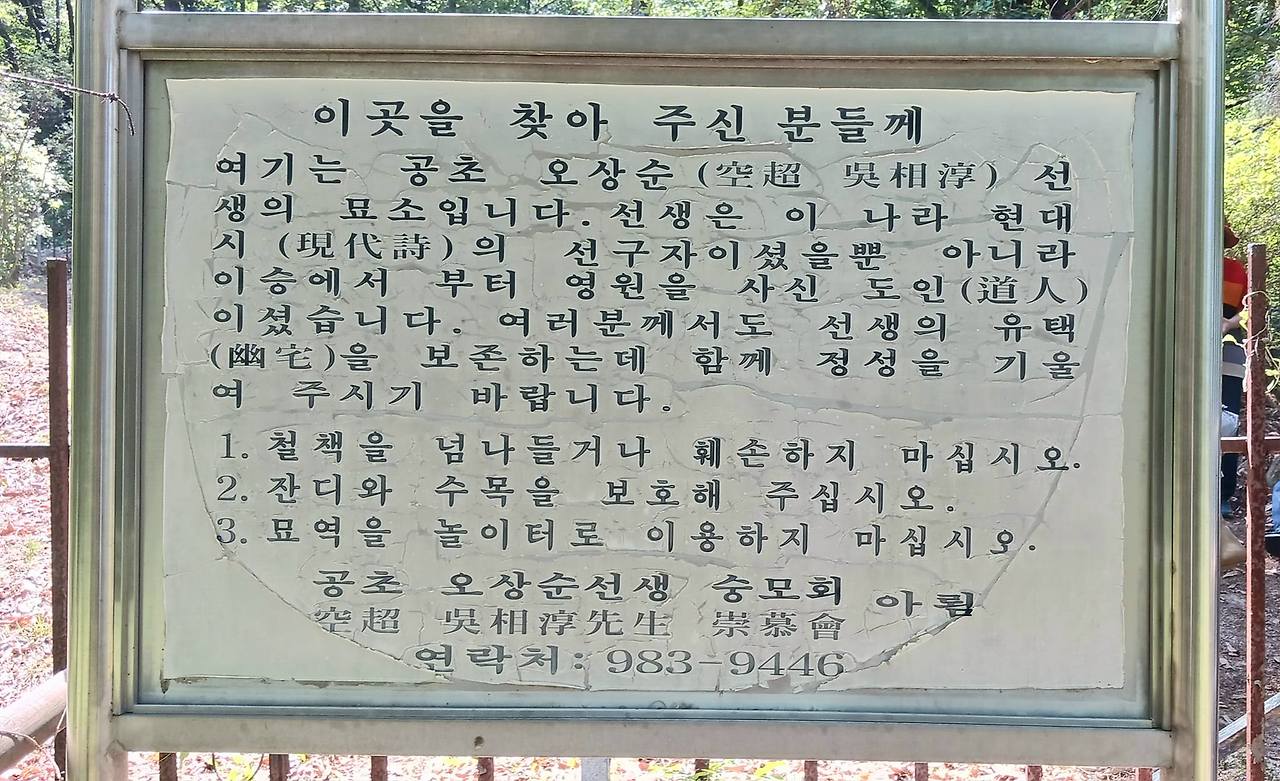 이곳을 찾아 주신 분들께
여기는 공초 오상순(空超 吳相淳) 선
생의 묘소입니다. 선생은 이 나라 현대
시 (現代詩)의 선구자이셨을뿐 아니라
이승에서 부터 영원을 사신 도인(道人)
이셨습니다. 여러분께서도 선생의 유택
(幽宅)을 보존하는데 함께 정성을 기울
여 주시기 바랍니다.
1. 철책을 넘나들거나 훼손하지 마십시오.
2. 잔디와 수목을 보호해 주십시오.
3. 묘역을 놀이터로 이용하지 마십시오.
공초 오상순선생 숭모회 아룀
空超 吳相淳先生 崇慕會
연락처: 983-9446